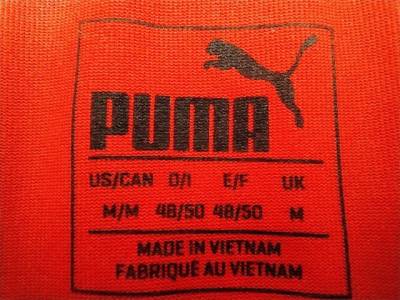 PUMA
US/CAN D/I E/F UK
M/M 48/50 48/50 M
MADE IN VIETNAM
FABRIQUÉ AU VIETNAM